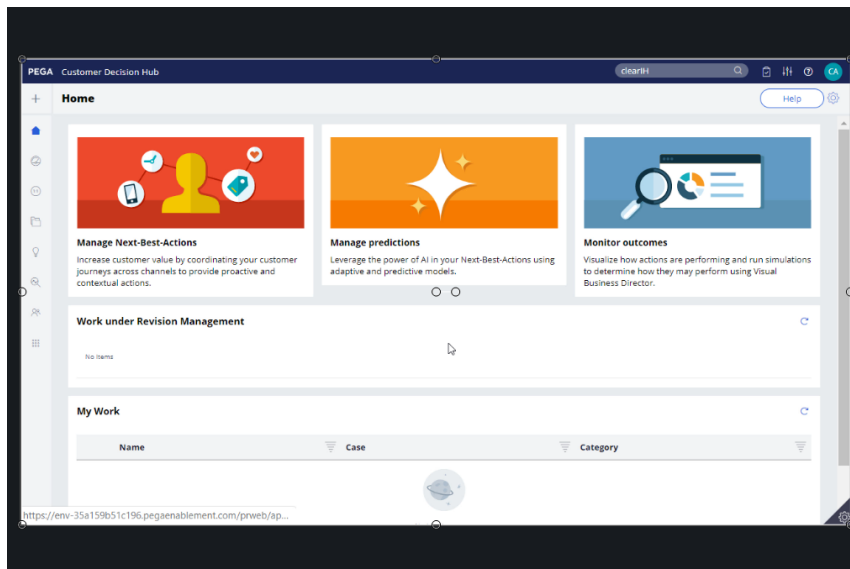 PEGA Customer Decision Hub
clearIH
CA
Home
Help
Manage Next-Best-Actions
Increase customer value by coordinating your customer
journeys across channels to provide proactive and
contextual actions.
Manage predictions
Leverage the power of AI in your Next-Best-Actions using
adaptive and predictive models.
Monitor outcomes
Visualize how actions are performing and run simulations
to determine how they may perform using Visual
Business Director.
Work under Revision Management
No items
My Work
Name Case Category
https://env-35a159b51c196.pegaenablement.com/prweb/ap...